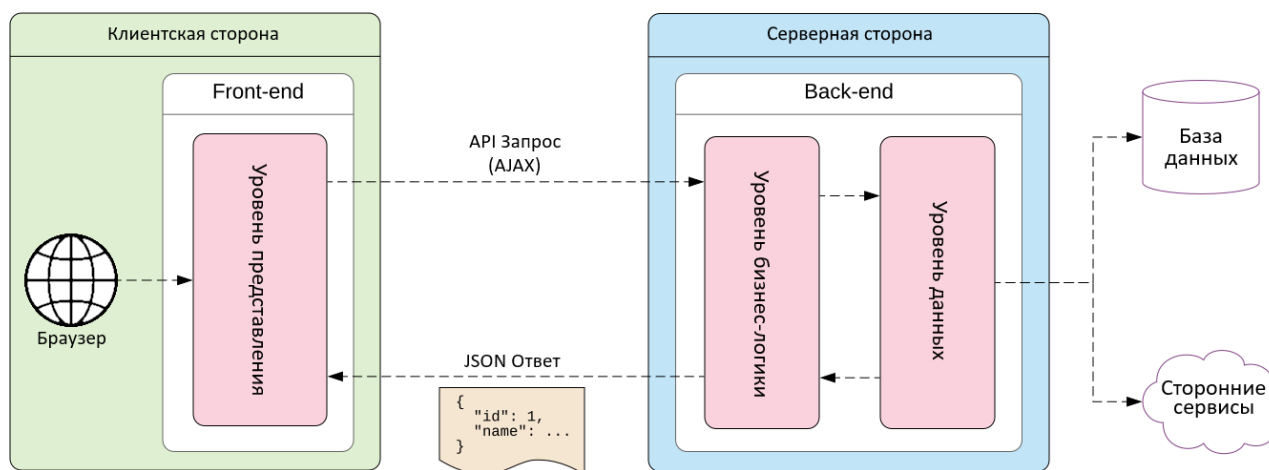 Клиентская сторона
Front-end
Уровень представления
Браузер
API Запрос
(AJAX)
JSON Ответ
{
"id": 1,
"name": ...
}
Серверная сторона
Back-end
Уровень бизнес-логики
Уровень данных
База
данных
Сторонние
сервисы